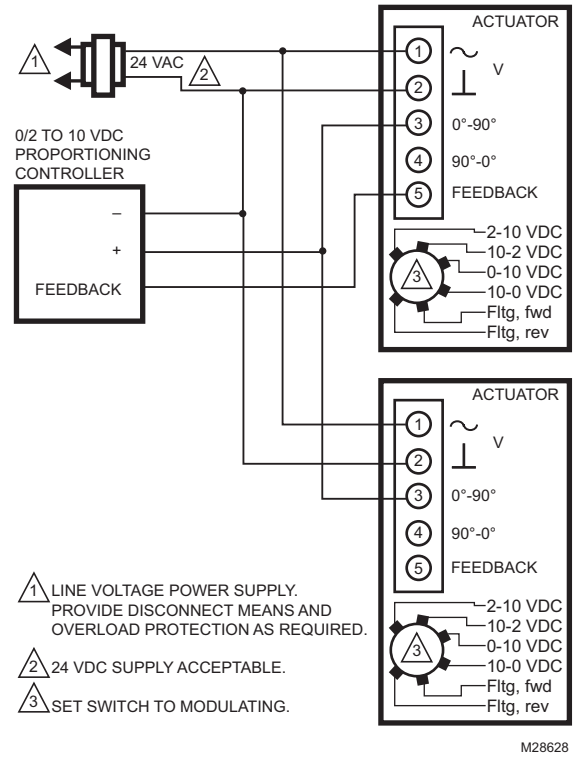 ACTUATOR
1
24 VAC
2
1
V
2
0/2 TO 10 VDC
PROPORTIONING
CONTROLLER
3
0°-90°
4
90°-0°
5
FEEDBACK
–
+
FEEDBACK
3
2-10 VDC
10-2 VDC
0-10 VDC
10-0 VDC
Fltg, fwd
Fltg, rev
ACTUATOR
1
V
2
3
0°-90°
4
90°-0°
5
FEEDBACK
3
2-10 VDC
10-2 VDC
0-10 VDC
10-0 VDC
Fltg, fwd
Fltg, rev
1 LINE VOLTAGE POWER SUPPLY.
PROVIDE DISCONNECT MEANS AND
OVERLOAD PROTECTION AS REQUIRED.
2 24 VDC SUPPLY ACCEPTABLE.
3 SET SWITCH TO MODULATING.
M28628